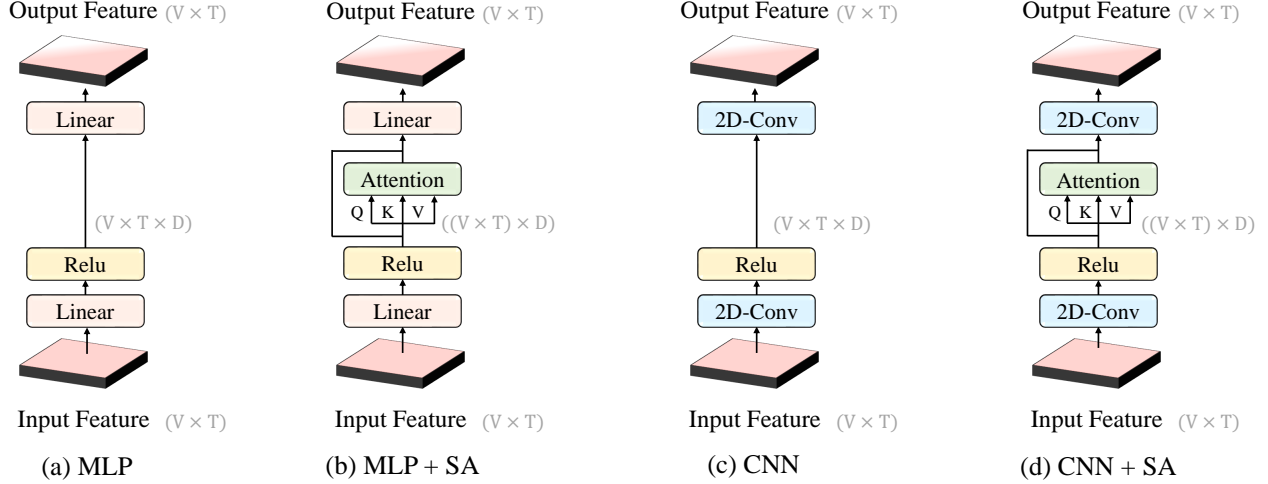 Output Feature (V × T)
Linear
(V × T × D)
Relu
Linear
Input Feature (V × T)
(a) MLP
Output Feature (V × T)
Linear
Attention
Q K V
((V × T) × D)
Relu
Linear
Input Feature (V × T)
(b) MLP + SA
Output Feature (V × T)
2D-Conv
(V × T × D)
Relu
2D-Conv
Input Feature (V × T)
(c) CNN
Output Feature (V × T)
2D-Conv
Attention
Q K V
((V × T) × D)
Relu
2D-Conv
Input Feature (V × T)
(d) CNN + SA